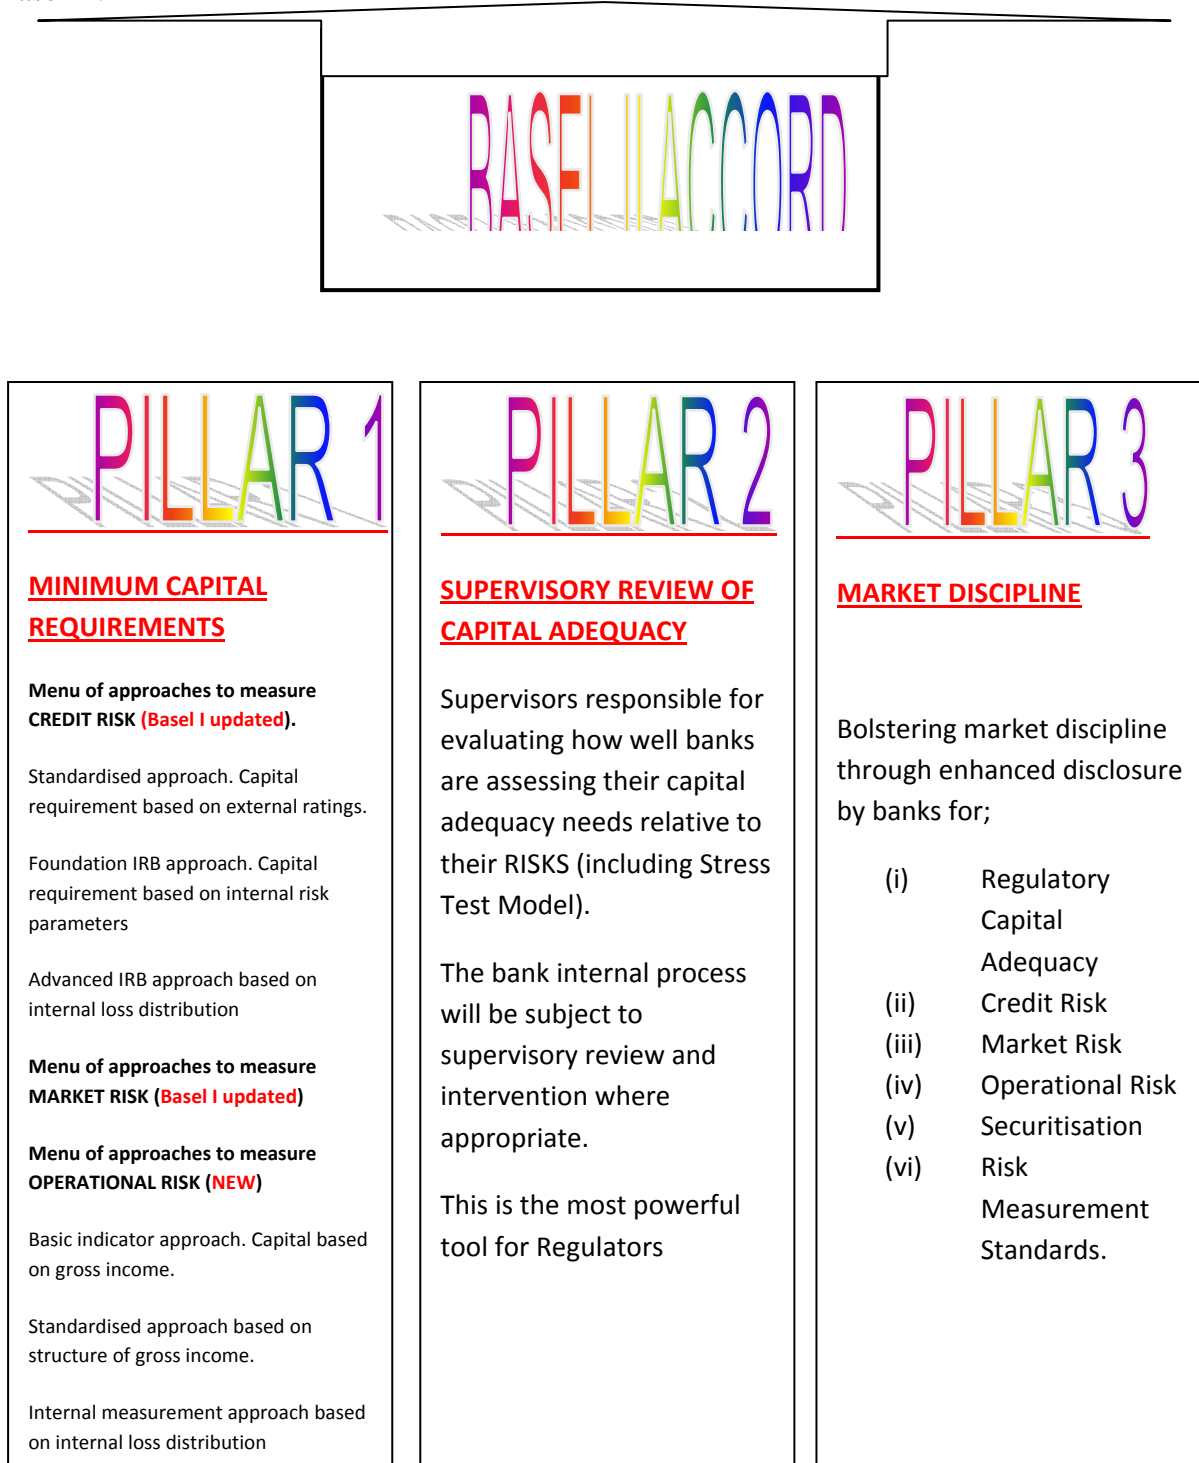 BASEL II ACCORD
PILLAR 1
MINIMUM CAPITAL
REQUIREMENTS
Menu of approaches to measure
CREDIT RISK (Basel I updated).
Standardised approach. Capital
requirement based on external ratings.
Foundation IRB approach. Capital
requirement based on internal risk
parameters
Advanced IRB approach based on
internal loss distribution
Menu of approaches to measure
MARKET RISK (Basel I updated)
Menu of approaches to measure
OPERATIONAL RISK (NEW)
Basic indicator approach. Capital based
on gross income.
Standardised approach based on
structure of gross income.
Internal measurement approach based
on internal loss distribution
PILLAR 2
SUPERVISORY REVIEW OF
CAPITAL ADEQUACY
Supervisors responsible for
evaluating how well banks
are assessing their capital
adequacy needs relative to
their RISKS (including Stress
Test Model).
The bank internal process
will be subject to
supervisory review and
intervention where
appropriate.
This is the most powerful
tool for Regulators
PILLAR 3
MARKET DISCIPLINE
Bolstering market discipline
through enhanced disclosure
by banks for;
(i) Regulatory
Capital
Adequacy
(ii) Credit Risk
(iii) Market Risk
(iv) Operational Risk
(v) Securitisation
(vi) Risk
Measurement
Standards.